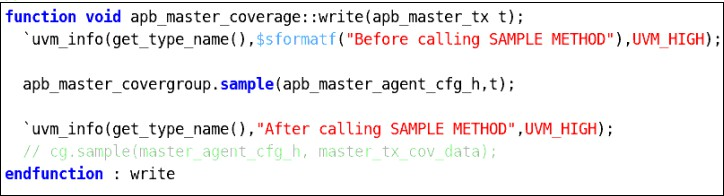 function void apb_master_coverage::write(apb_master_tx t);
`uvm_info(get_type_name(),$sformatf("Before calling SAMPLE METHOD"),UVM_HIGH);
apb_master_covergroup.sample(apb_master_agent_cfg_h,t);
`uvm_info(get_type_name(),"After calling SAMPLE METHOD",UVM_HIGH);
// cg.sample(master_agent_cfg_h, master_tx_cov_data);
endfunction : write